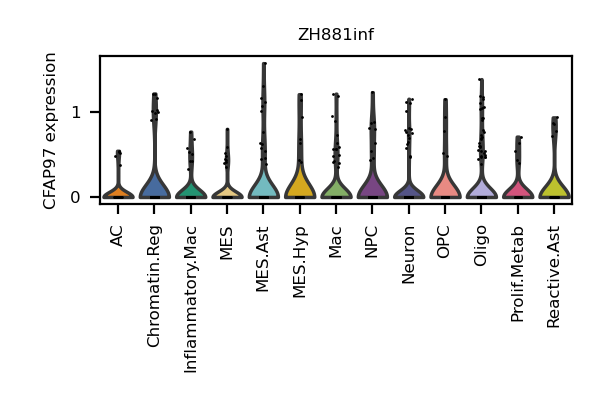 ZH881inf
CFAP97 expression
1
0
AC
Chromatin.Reg
Inflammatory.Mac
MES
MES.Ast
MES.Hyp
Mac
NPC
Neuron
OPC
Oligo
Prolif.Metab
Reactive.Ast